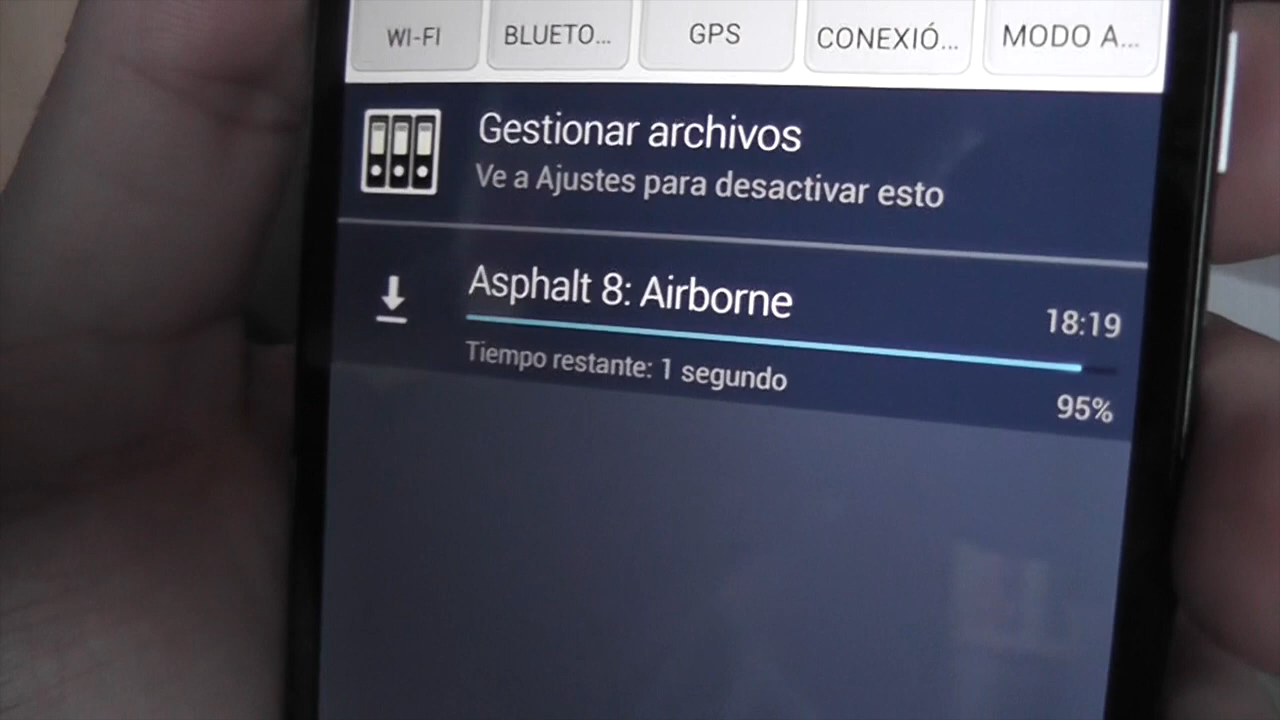 WI-FI
BLUETO...
GPS
CONEXIÓ...
MODO A...
Gestionar archivos
Ve a Ajustes para desactivar esto
Asphalt 8: Airborne
18:19
Tiempo restante: 1 segundo
95%